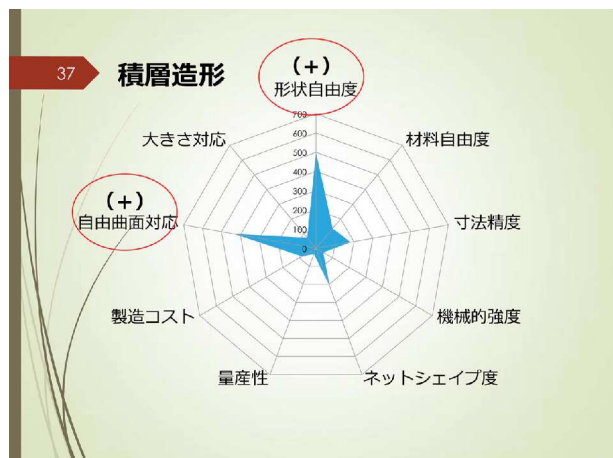 37
積層造形
(+)
形状自由度
700
600
500
400
300
200
100
0
材料自由度
寸法精度
機械的強度
ネットシェイプ度
量産性
製造コスト
(+)
自由曲面対応
大きさ対応